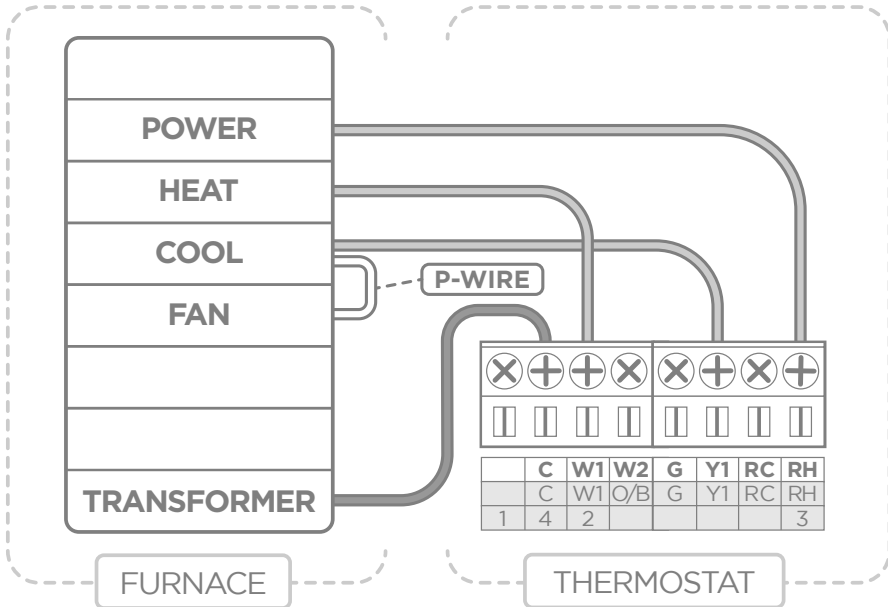 POWER
HEAT
COOL
P-WIRE
FAN
C W1 W2 G Y1 RC RH
C W1 O/B G Y1 RC RH
1 4 2 3
TRANSFORMER
FURNACE
THERMOSTAT